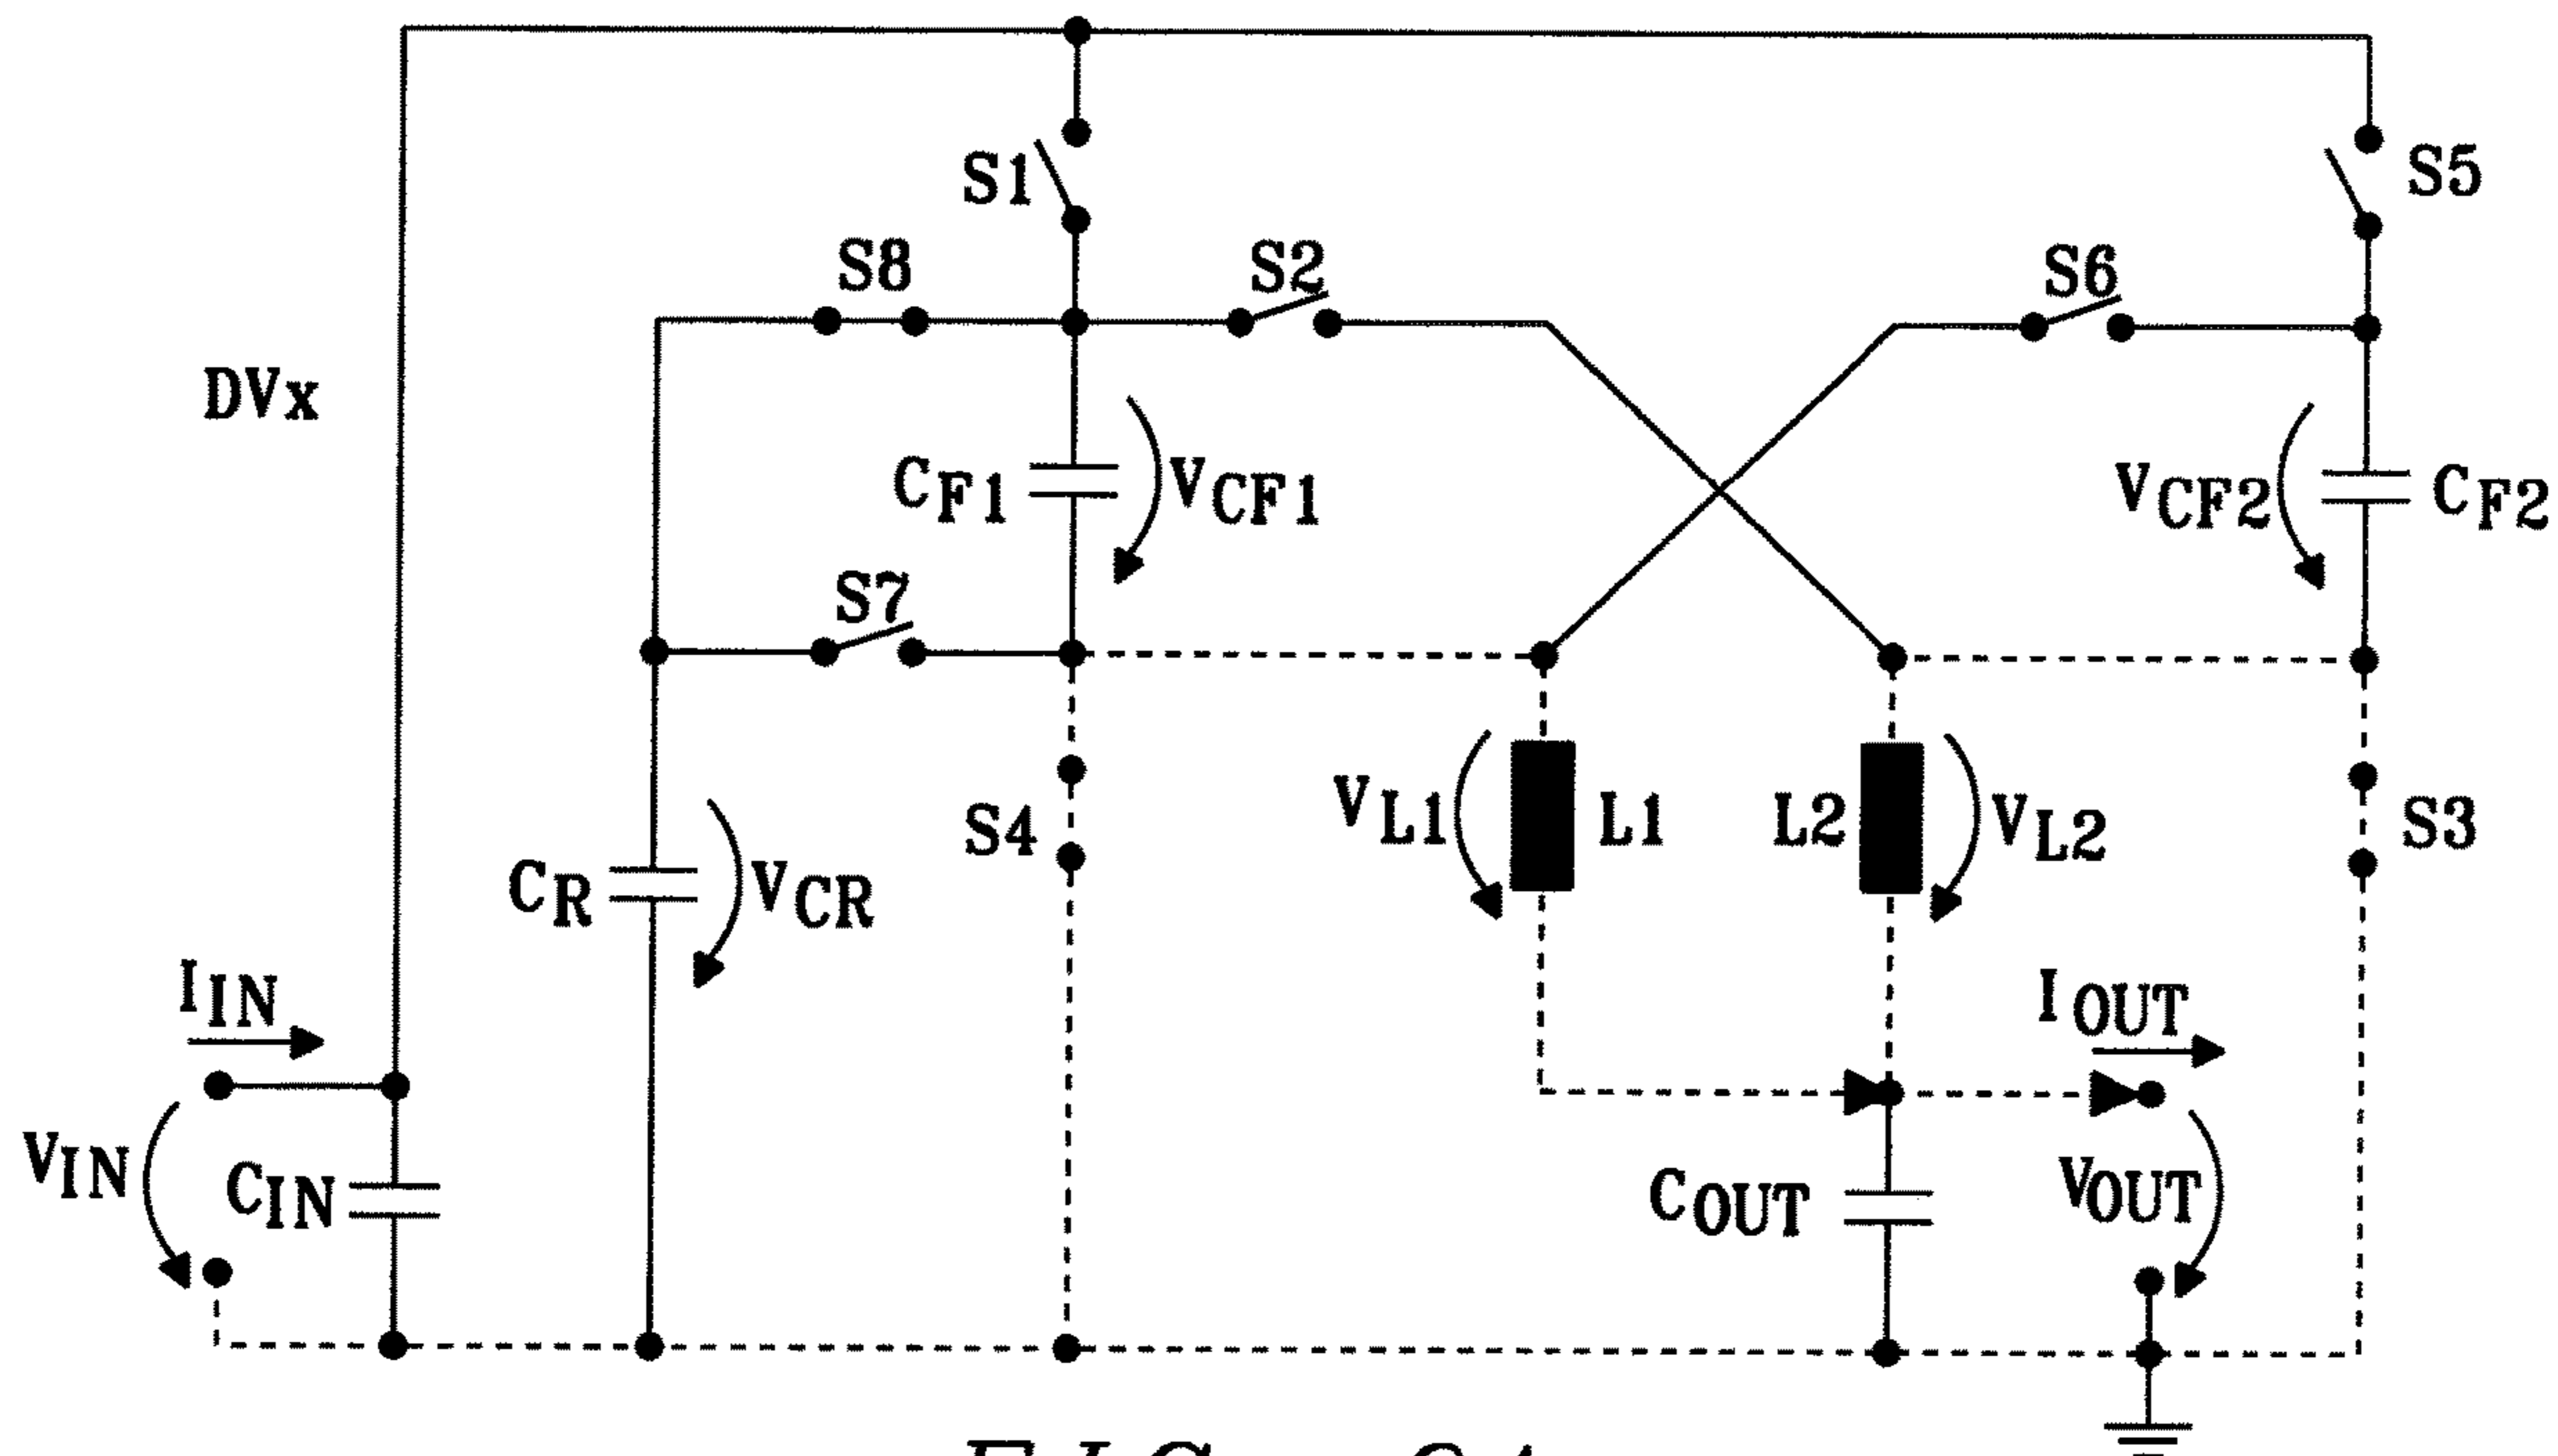 S1
S5
S8
S2
S6
DVx
CF1
VCF1
VCF2
CF2
S7
VL1
L1
L2
VL2
S3
S4
CR
VCR
IIN
IOUT
VIN
CIN
COUT
VOUT